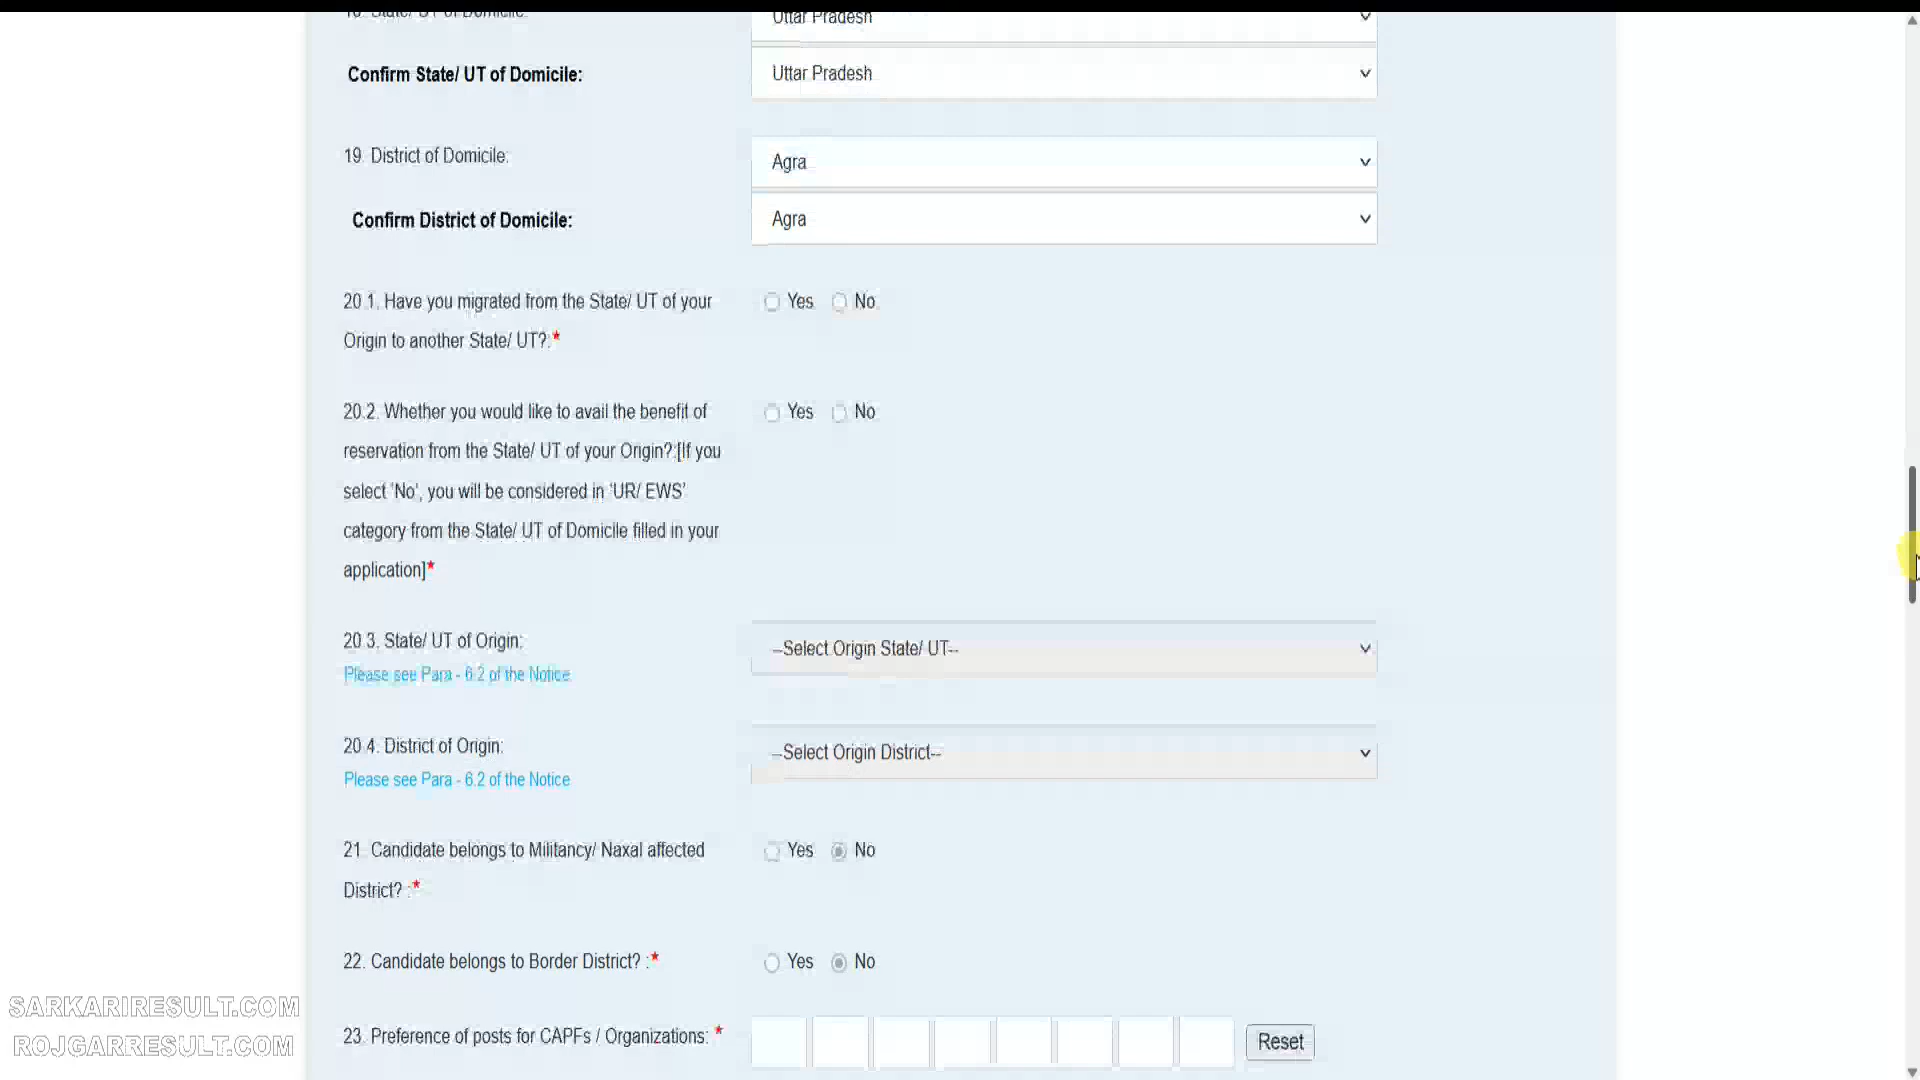 18. State/ UT of Domicile:
Uttar Pradesh
Confirm State/ UT of Domicile:
Uttar Pradesh
19. District of Domicile:
Agra
Confirm District of Domicile:
Agra
20.1. Have you migrated from the State/ UT of your
Origin to another State/ UT?:*
Yes No
20.2. Whether you would like to avail the benefit of
reservation from the State/ UT of your Origin?:[If you
select 'No', you will be considered in 'UR/ EWS'
category from the State/ UT of Domicile filled in your
application]*
Yes No
20.3. State/ UT of Origin:
Please see Para - 6.2 of the Notice
--Select Origin State/ UT--
20.4. District of Origin:
Please see Para - 6.2 of the Notice
--Select Origin District--
21. Candidate belongs to Militancy/ Naxal affected
District? :*
Yes No
22. Candidate belongs to Border District? :*
Yes No
23. Preference of posts for CAPFs / Organizations: *
Reset
SARKARIRESULT.COM
ROJGARRESULT.COM